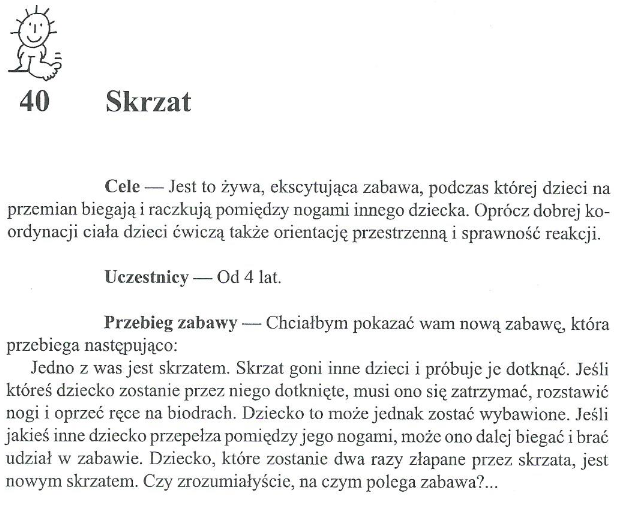 40 Skrzat
Cele — Jest to żywa, ekscytująca zabawa, podczas której dzieci na
przemian biegają i raczkują pomiędzy nogami innego dziecka. Oprócz dobrej ko-
ordynacji ciała dzieci ćwiczą także orientację przestrzenną i sprawność reakcji.
Uczestnicy — Od 4 lat.
Przebieg zabawy — Chciałbym pokazać wam nową zabawę, która
przebiega następująco:
Jedno z was jest skrzatem. Skrzat goni inne dzieci i próbuje je dotknąć. Jeśli
któreś dziecko zostanie przez niego dotknięte, musi ono się zatrzymać, rozstawić
nogi i oprzeć ręce na biodrach. Dziecko to może jednak zostać wybawione. Jeśli
jakieś inne dziecko przepełza pomiędzy jego nogami, może ono dalej biegać i brać
udział w zabawie. Dziecko, które zostanie dwa razy złapane przez skrzata, jest
nowym skrzatem. Czy zrozumiałyście, na czym polega zabawa?...